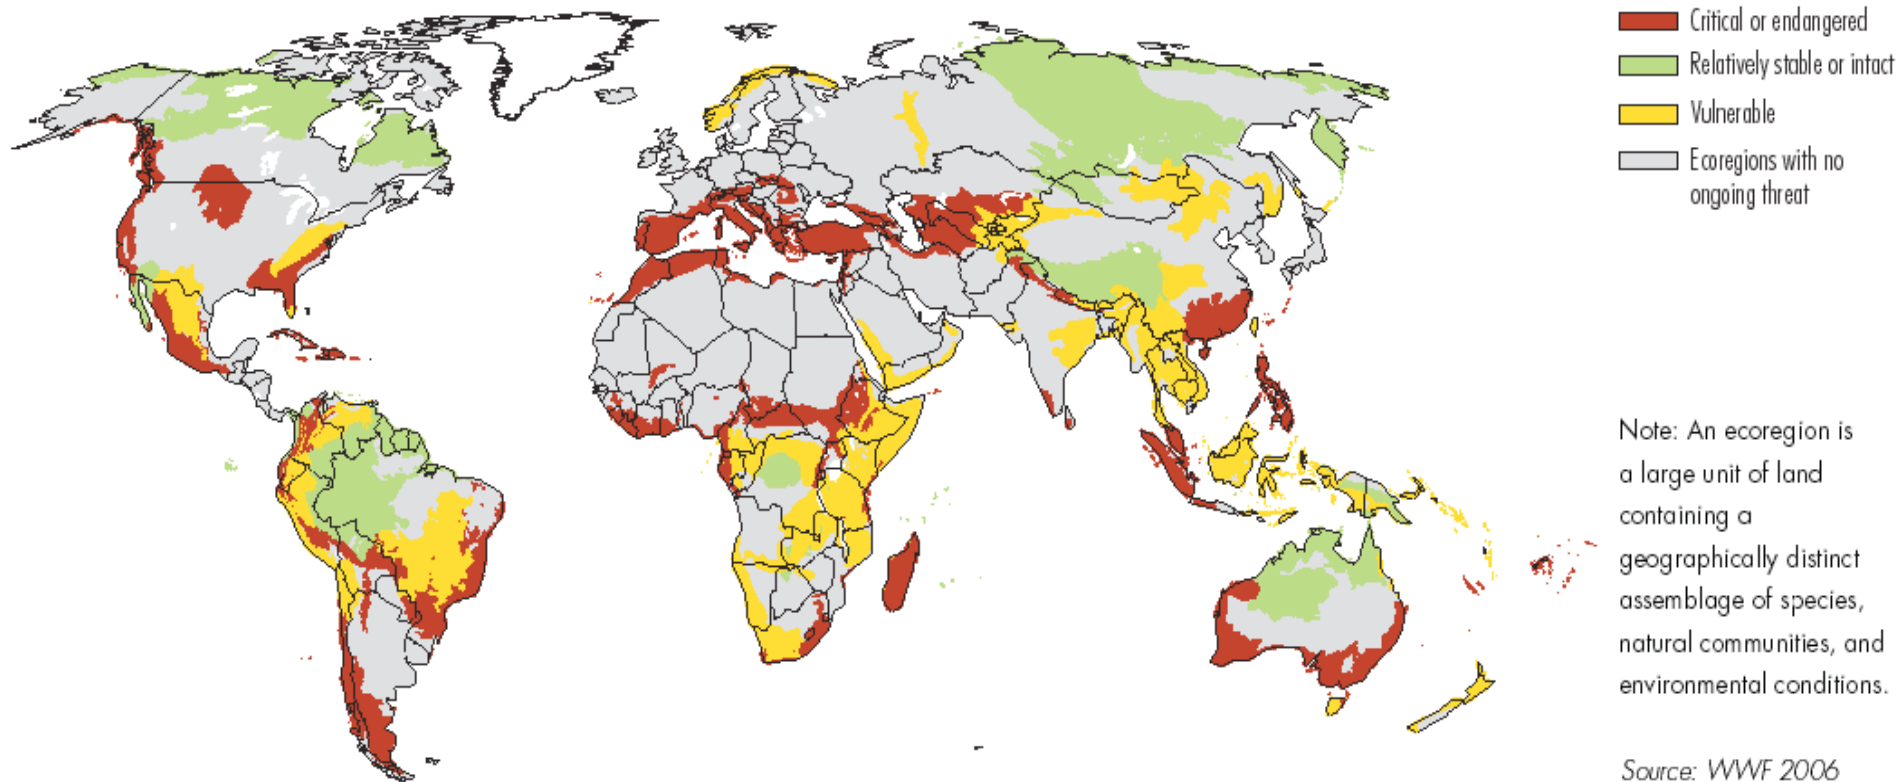 Critical or endangered
Relatively stable or intact
Vulnerable
Ecoregions with no
ongoing threat
Note: An ecoregion is
a large unit of land
containing a
geographically distinct
assemblage of species,
natural communities, and
environmental conditions.
Source: WWF 2006